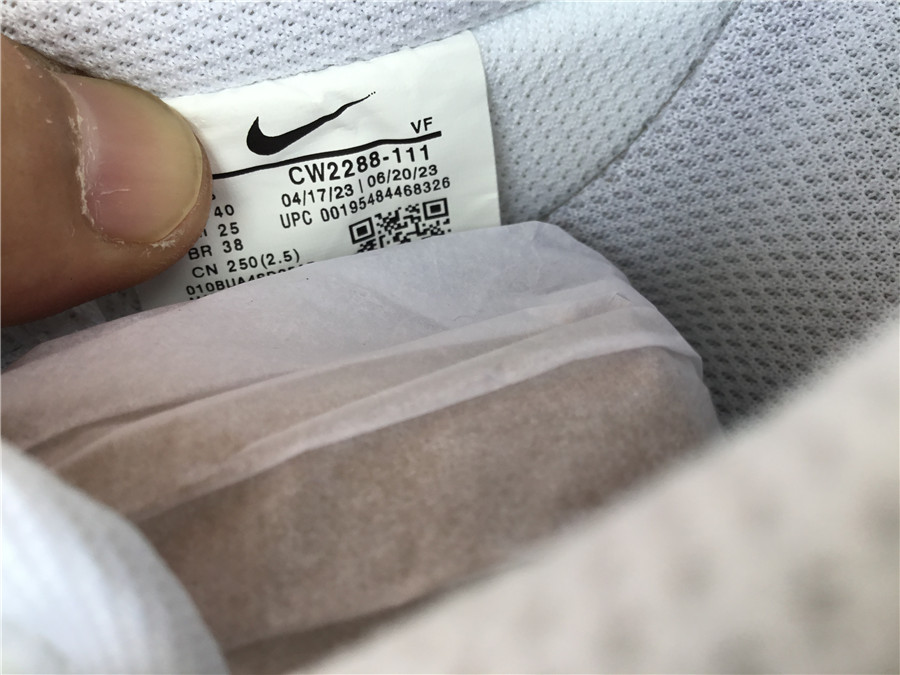 VF
CW2288-111
04/17/23 | 06/20/23
40
UPC 00195484468326
25
BR 38
CN 250(2.5)